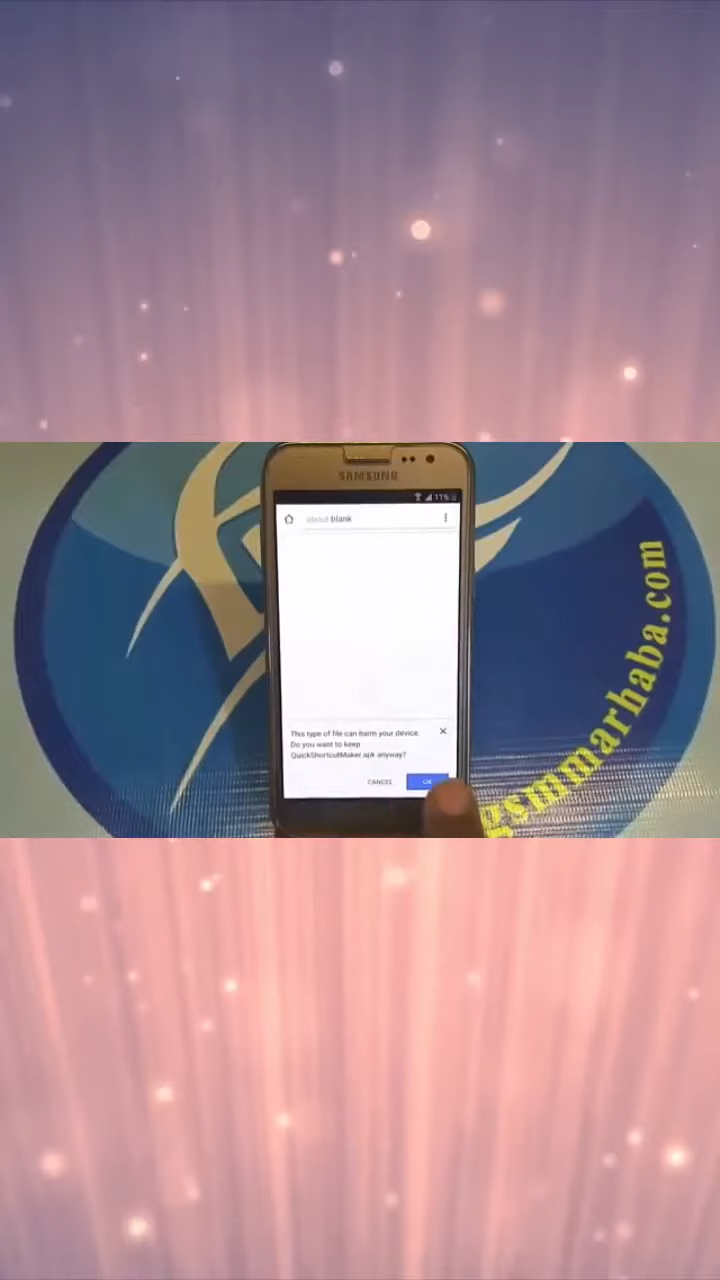 SAMSUNG
11%
about:blank
This type of file can harm your device.
Do you want to keep
QuickShortcutMaker.apk anyway?
CANCEL
OK
gsmmarhaba.com